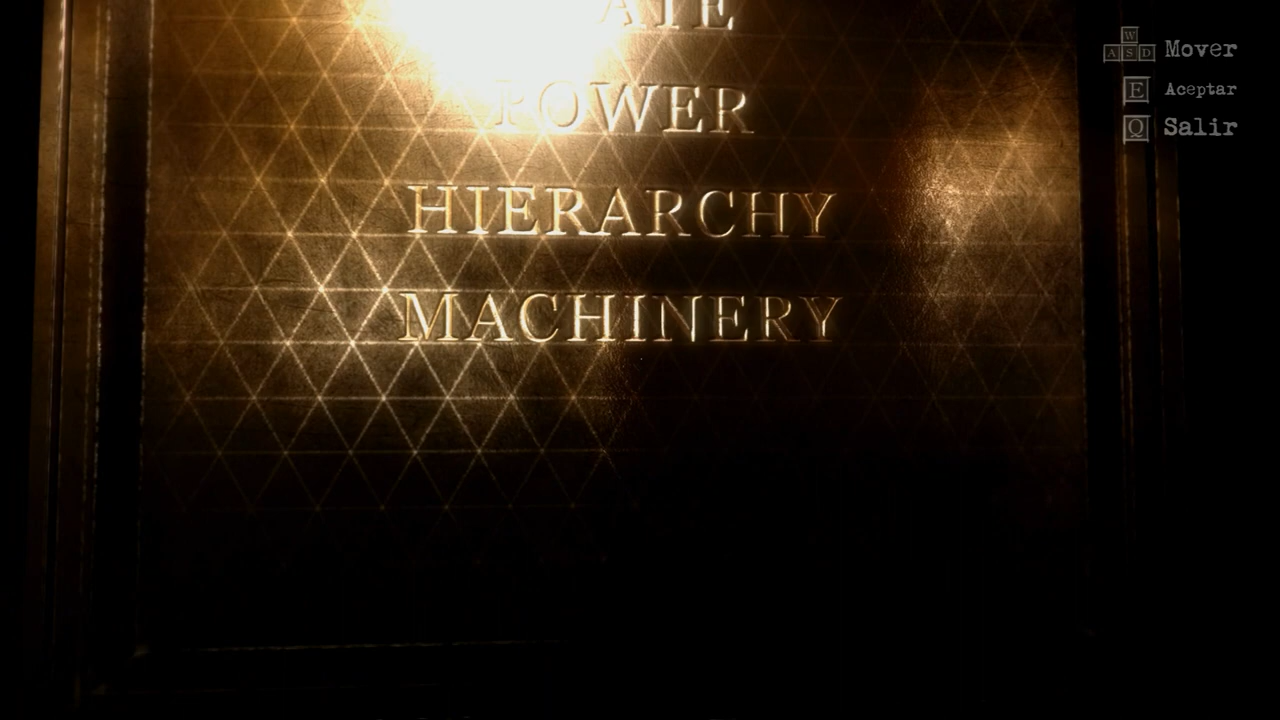 POWER
HIERARCHY
MACHINERY
W
A S D Mover
E Aceptar
Q Salir